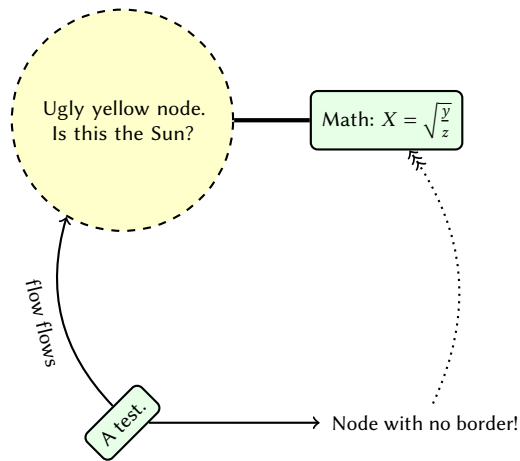 Ugly yellow node.
Is this the Sun?
Math: X = √(y/z)
flow flows
A test.
Node with no border!